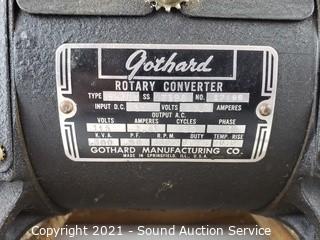 Gothard
ROTARY CONVERTER
TYPE SS NO.
INPUT D.C. VOLTS AMPERES
OUTPUT A.C.
VOLTS AMPERES CYCLES PHASE
K.V.A. P.F. R.P.M. DUTY TEMP. RISE
GOTHARD MANUFACTURING CO.
MADE IN SPRINGFIELD, ILL., U.S.A.
Copyright 2021 - Sound Auction Service